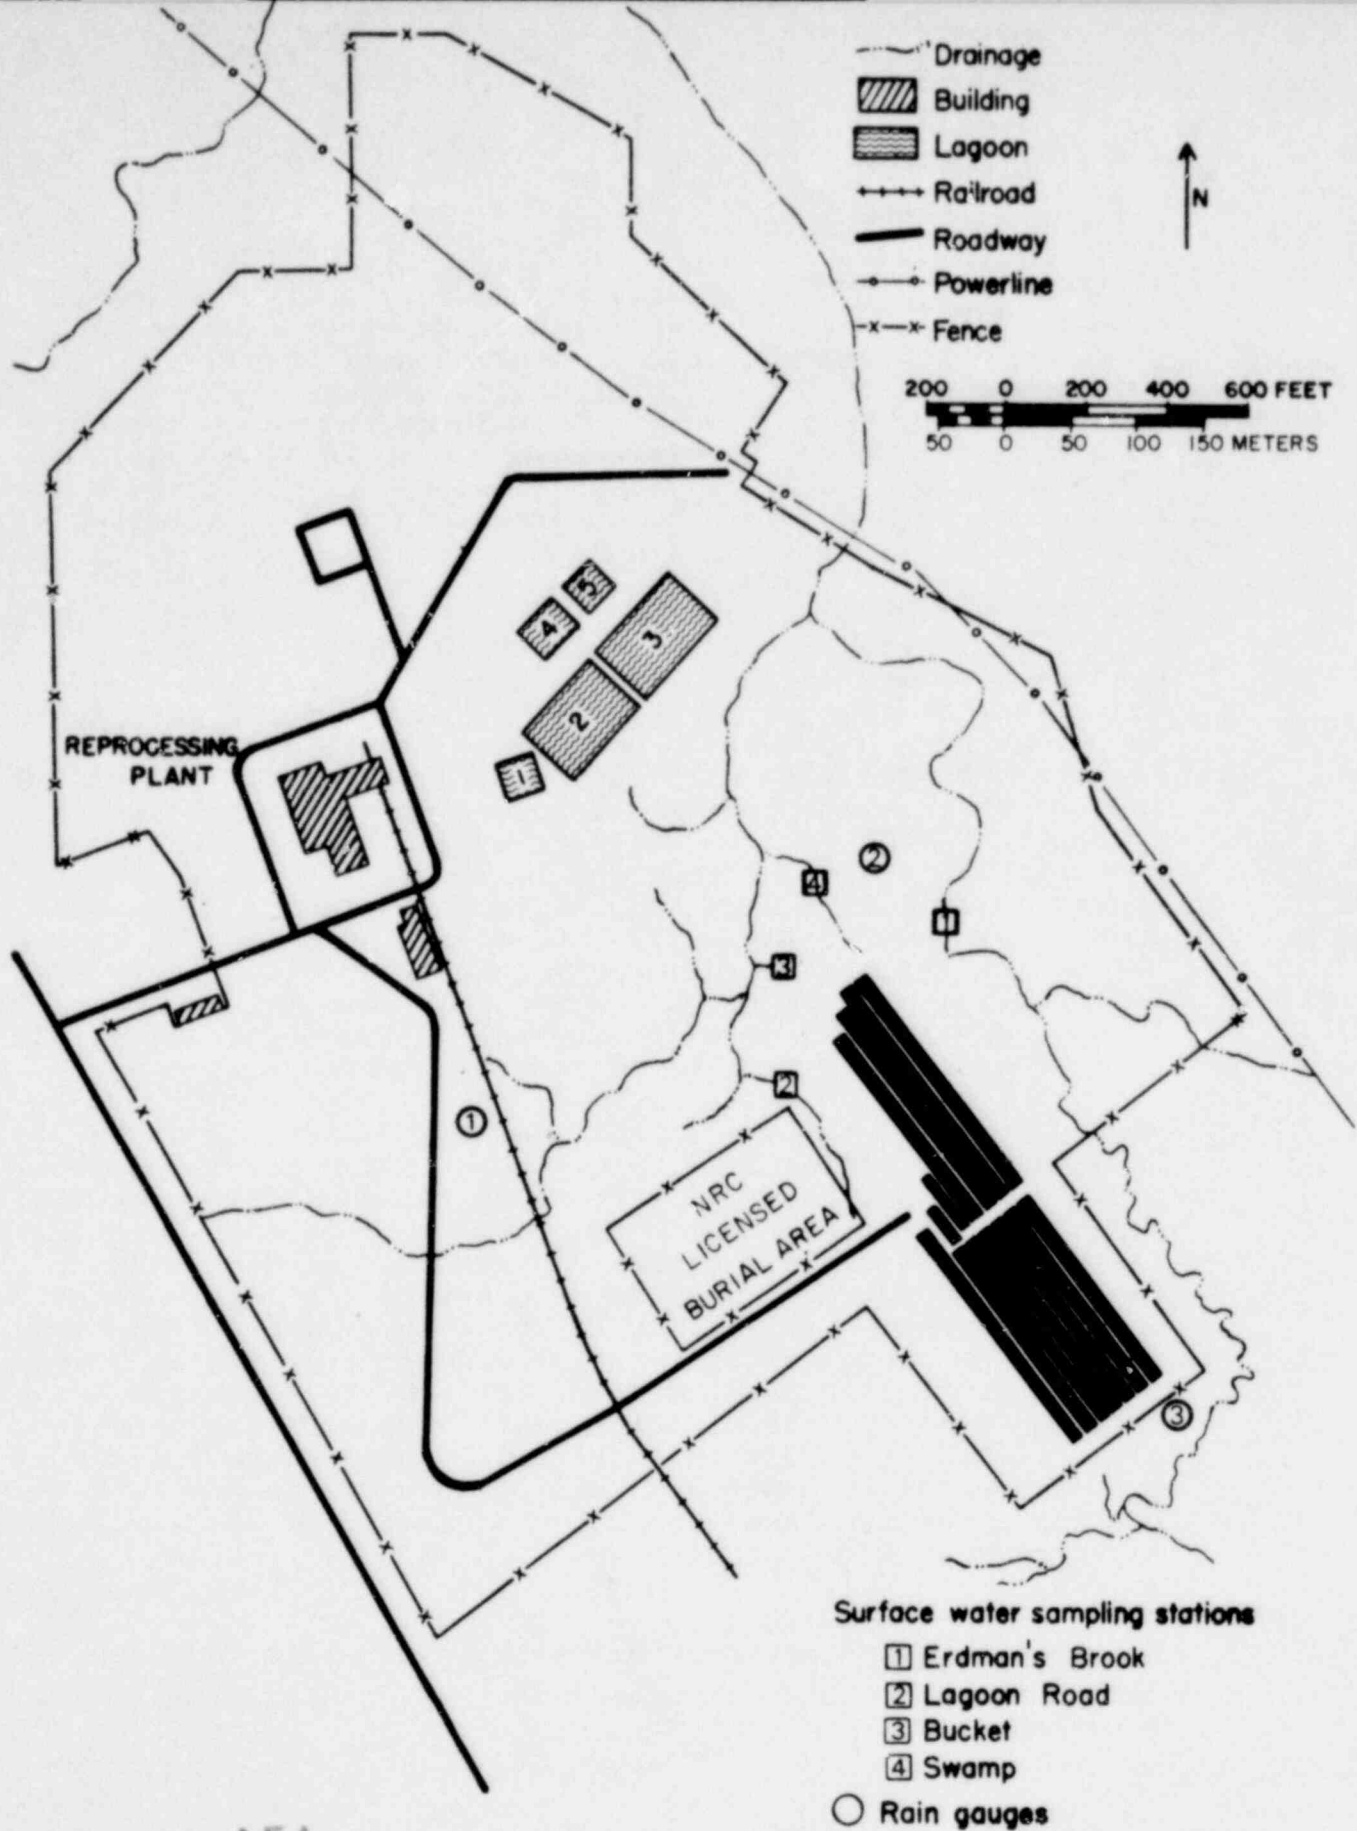 Drainage
Building
Lagoon
Railroad
Roadway
Powerline
Fence
N
200 0 200 400 600 FEET
50 0 50 100 150 METERS
5
4
3
2
1
REPROCESSING
PLANT
2
4
1
3
2
1
NRC
LICENSED
BURIAL AREA
3
Surface water sampling stations
1 Erdman's Brook
2 Lagoon Road
3 Bucket
4 Swamp
Rain gauges